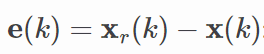 e(k) = x_r(k) − x(k)